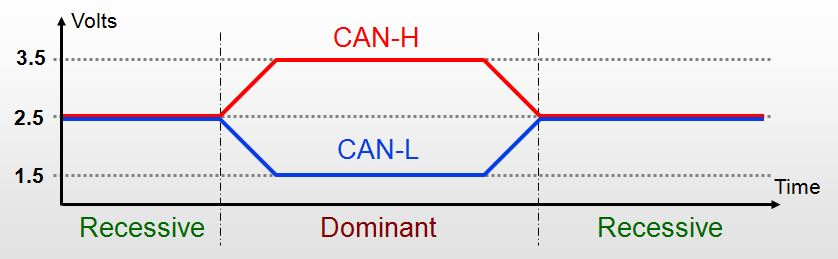 Volts
CAN-H
3.5
2.5
CAN-L
1.5
Time
Recessive Dominant Recessive